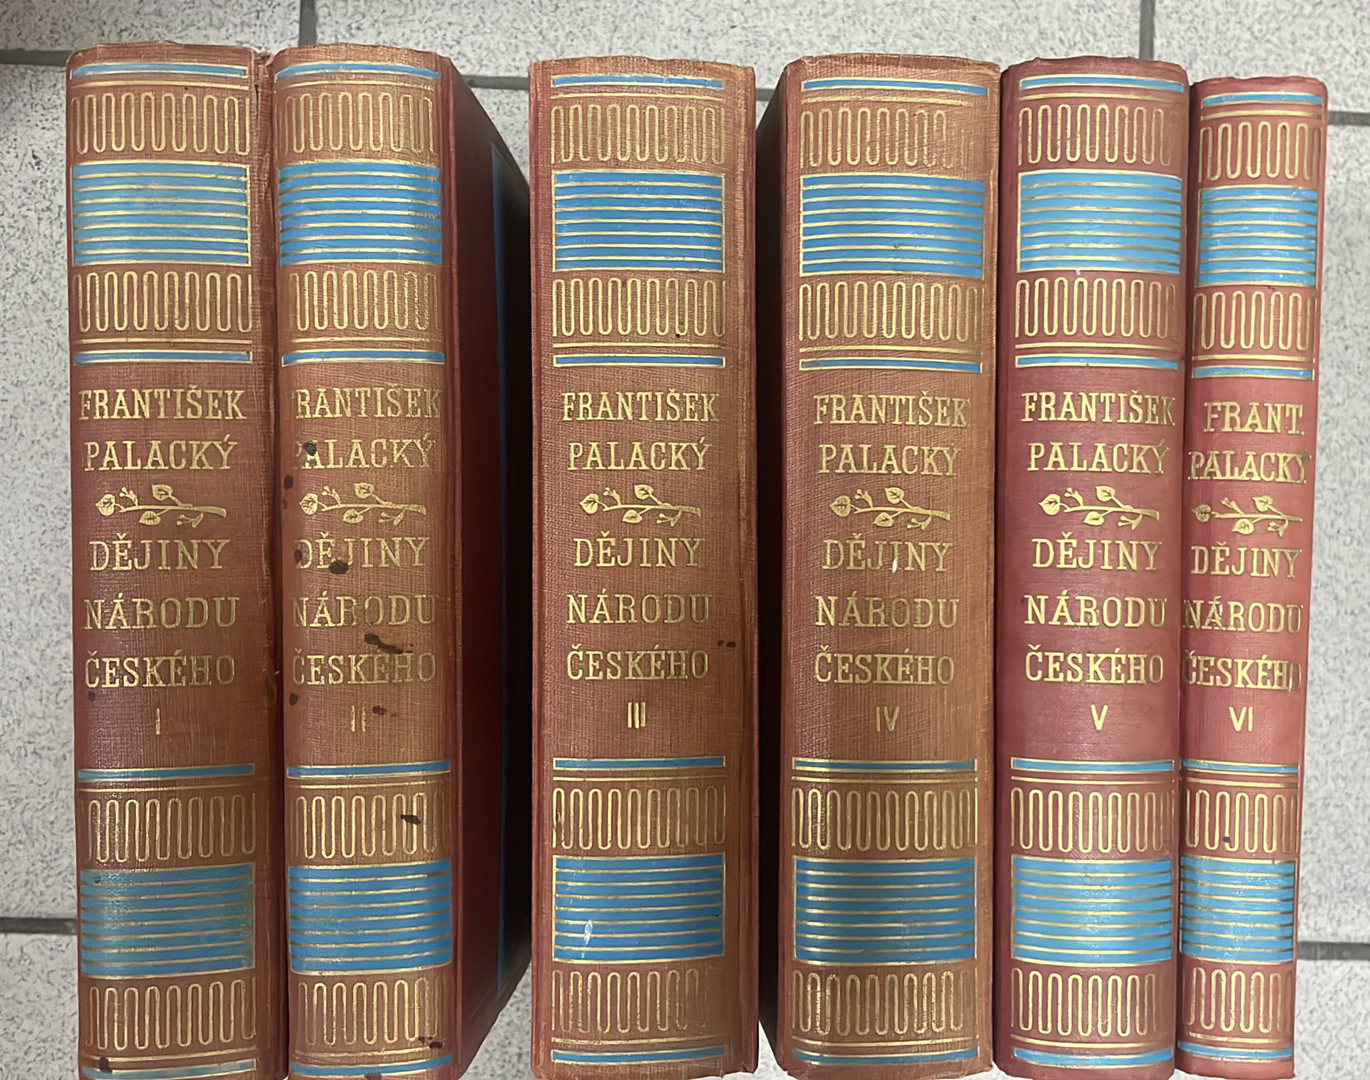 FRANTIŠEK
PALACKÝ
DĚJINY
NÁRODU
ČESKÉHO
I
FRANTIŠEK
PALACKÝ
DĚJINY
NÁRODU
ČESKÉHO
II
FRANTIŠEK
PALACKÝ
DĚJINY
NÁRODU
ČESKÉHO
III
FRANTIŠEK
PALACKÝ
DĚJINY
NÁRODU
ČESKÉHO
IV
FRANTIŠEK
PALACKÝ
DĚJINY
NÁRODU
ČESKÉHO
V
FRANT.
PALACKÝ
DĚJINY
NÁRODU
ČESKÉHO
VI